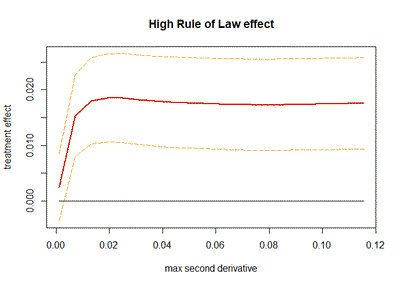 High Rule of Law effect
treatment effect
0.020
0.010
0.000
0.00 0.02 0.04 0.06 0.08 0.10 0.12
max second derivative